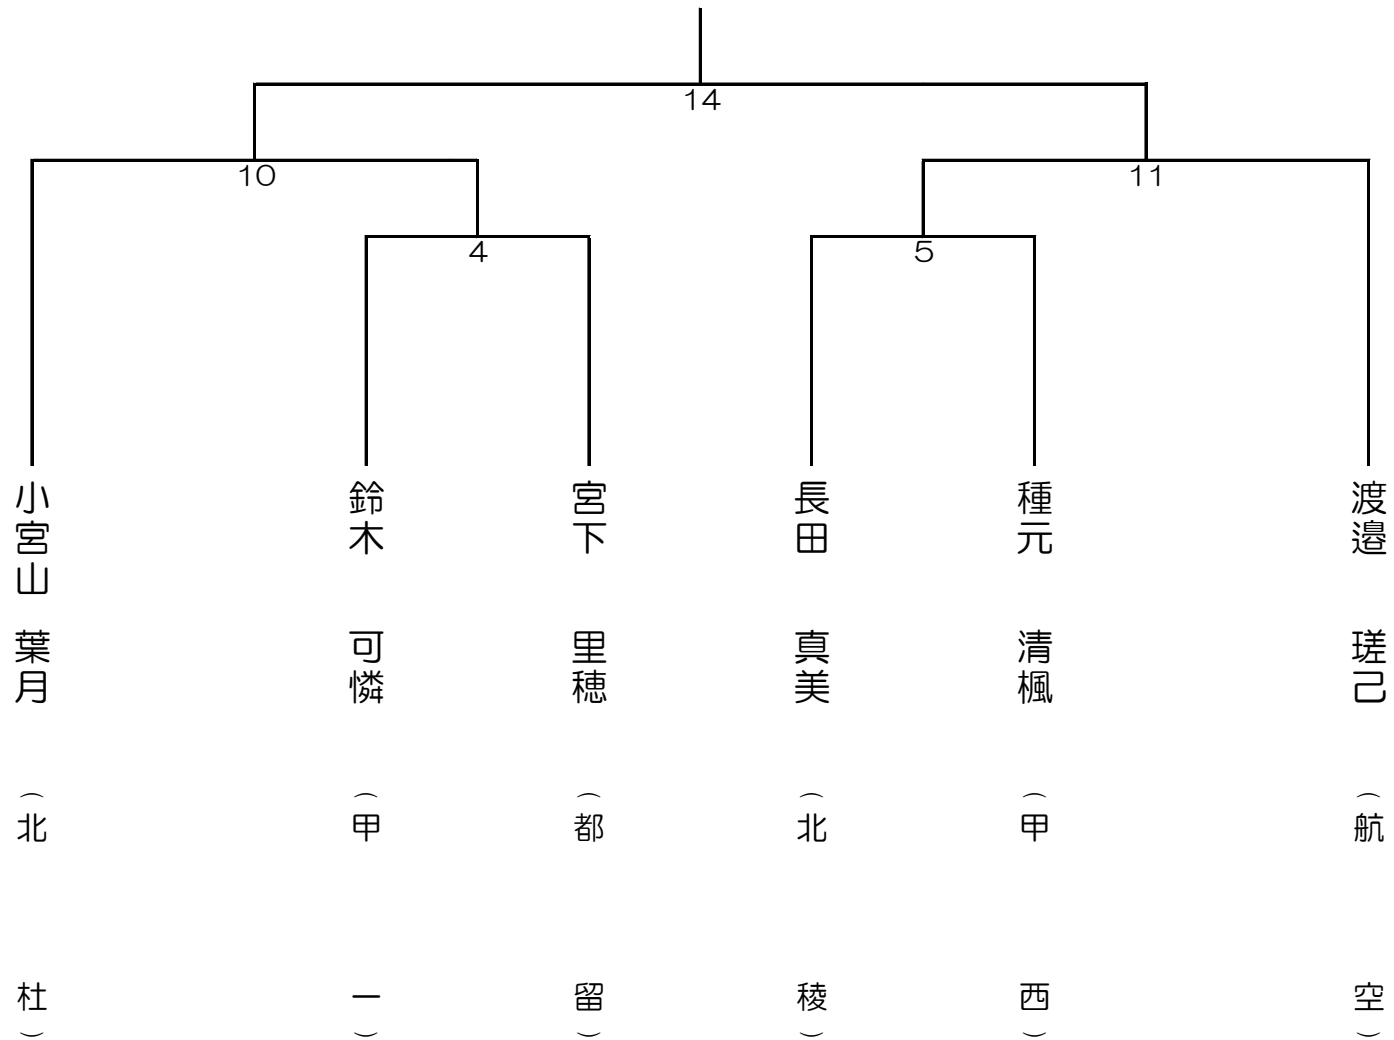 14
10
11
4
5
小宮山 葉月 （北 杜）
鈴木 可憐 （甲 一）
宮下 里穂 （都 留）
長田 真美 （北 稜）
種元 清楓 （甲 西）
渡邉 瑳己 （航 空）